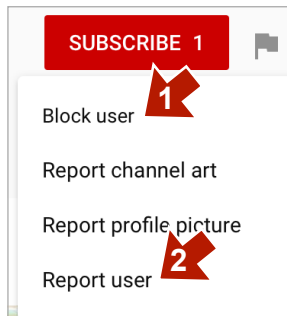 SUBSCRIBE 1
1
Block user
Report channel art
Report profile picture
2
Report user